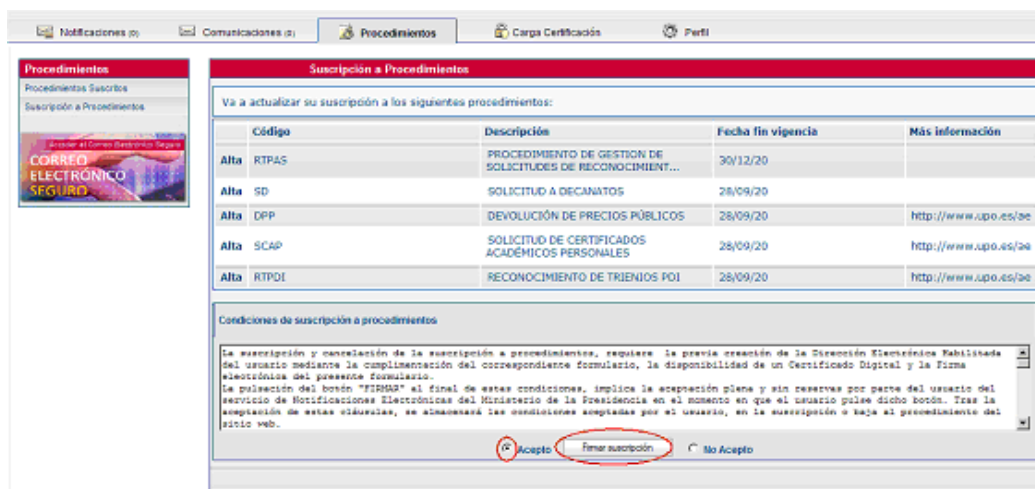 Notificaciones (0) Comunicaciones (0) Procedimientos Carga Certificación Perfil
Procedimientos
Procedimientos Suscritos
Suscripción a Procedimientos
Acceder al Correo Electrónico Seguro
CORREO
ELECTRÓNICO
SEGURO
Suscripción a Procedimientos
Va a actualizar su suscripción a los siguientes procedimientos:
Código Descripción Fecha fin vigencia Más información
Alta RTPAS PROCEDIMIENTO DE GESTION DE SOLICITUDES DE RECONOCIMIENT... 30/12/20
Alta SD SOLICITUD A DECANATOS 28/09/20
Alta DPP DEVOLUCIÓN DE PRECIOS PÚBLICOS 28/09/20 http://www.upo.es/ae
Alta SCAP SOLICITUD DE CERTIFICADOS ACADÉMICOS PERSONALES 28/09/20 http://www.upo.es/ae
Alta RTPDI RECONOCIMIENTO DE TRIENIOS PDI 28/09/20 http://www.upo.es/ae
Condiciones de suscripción a procedimientos
La suscripción y cancelación de la suscripción a procedimientos, requiere la previa creación de la Dirección Electrónica Habilitada
del usuario mediante la cumplimentación del correspondiente formulario, la disponibilidad de un Certificado Digital y la Firma
electrónica del presente formulario.
La pulsación del botón "FIRMAR" al final de estas condiciones, implica la aceptación plena y sin reservas por parte del usuario del
servicio de Notificaciones Electrónicas del Ministerio de la Presidencia en el momento en que el usuario pulse dicho botón. Tras la
aceptación de estas cláusulas, se almacenará las condiciones aceptadas por el usuario, en la suscripción o baja al procedimiento del
sitio web.
Acepto Firmar suscripción No Acepto